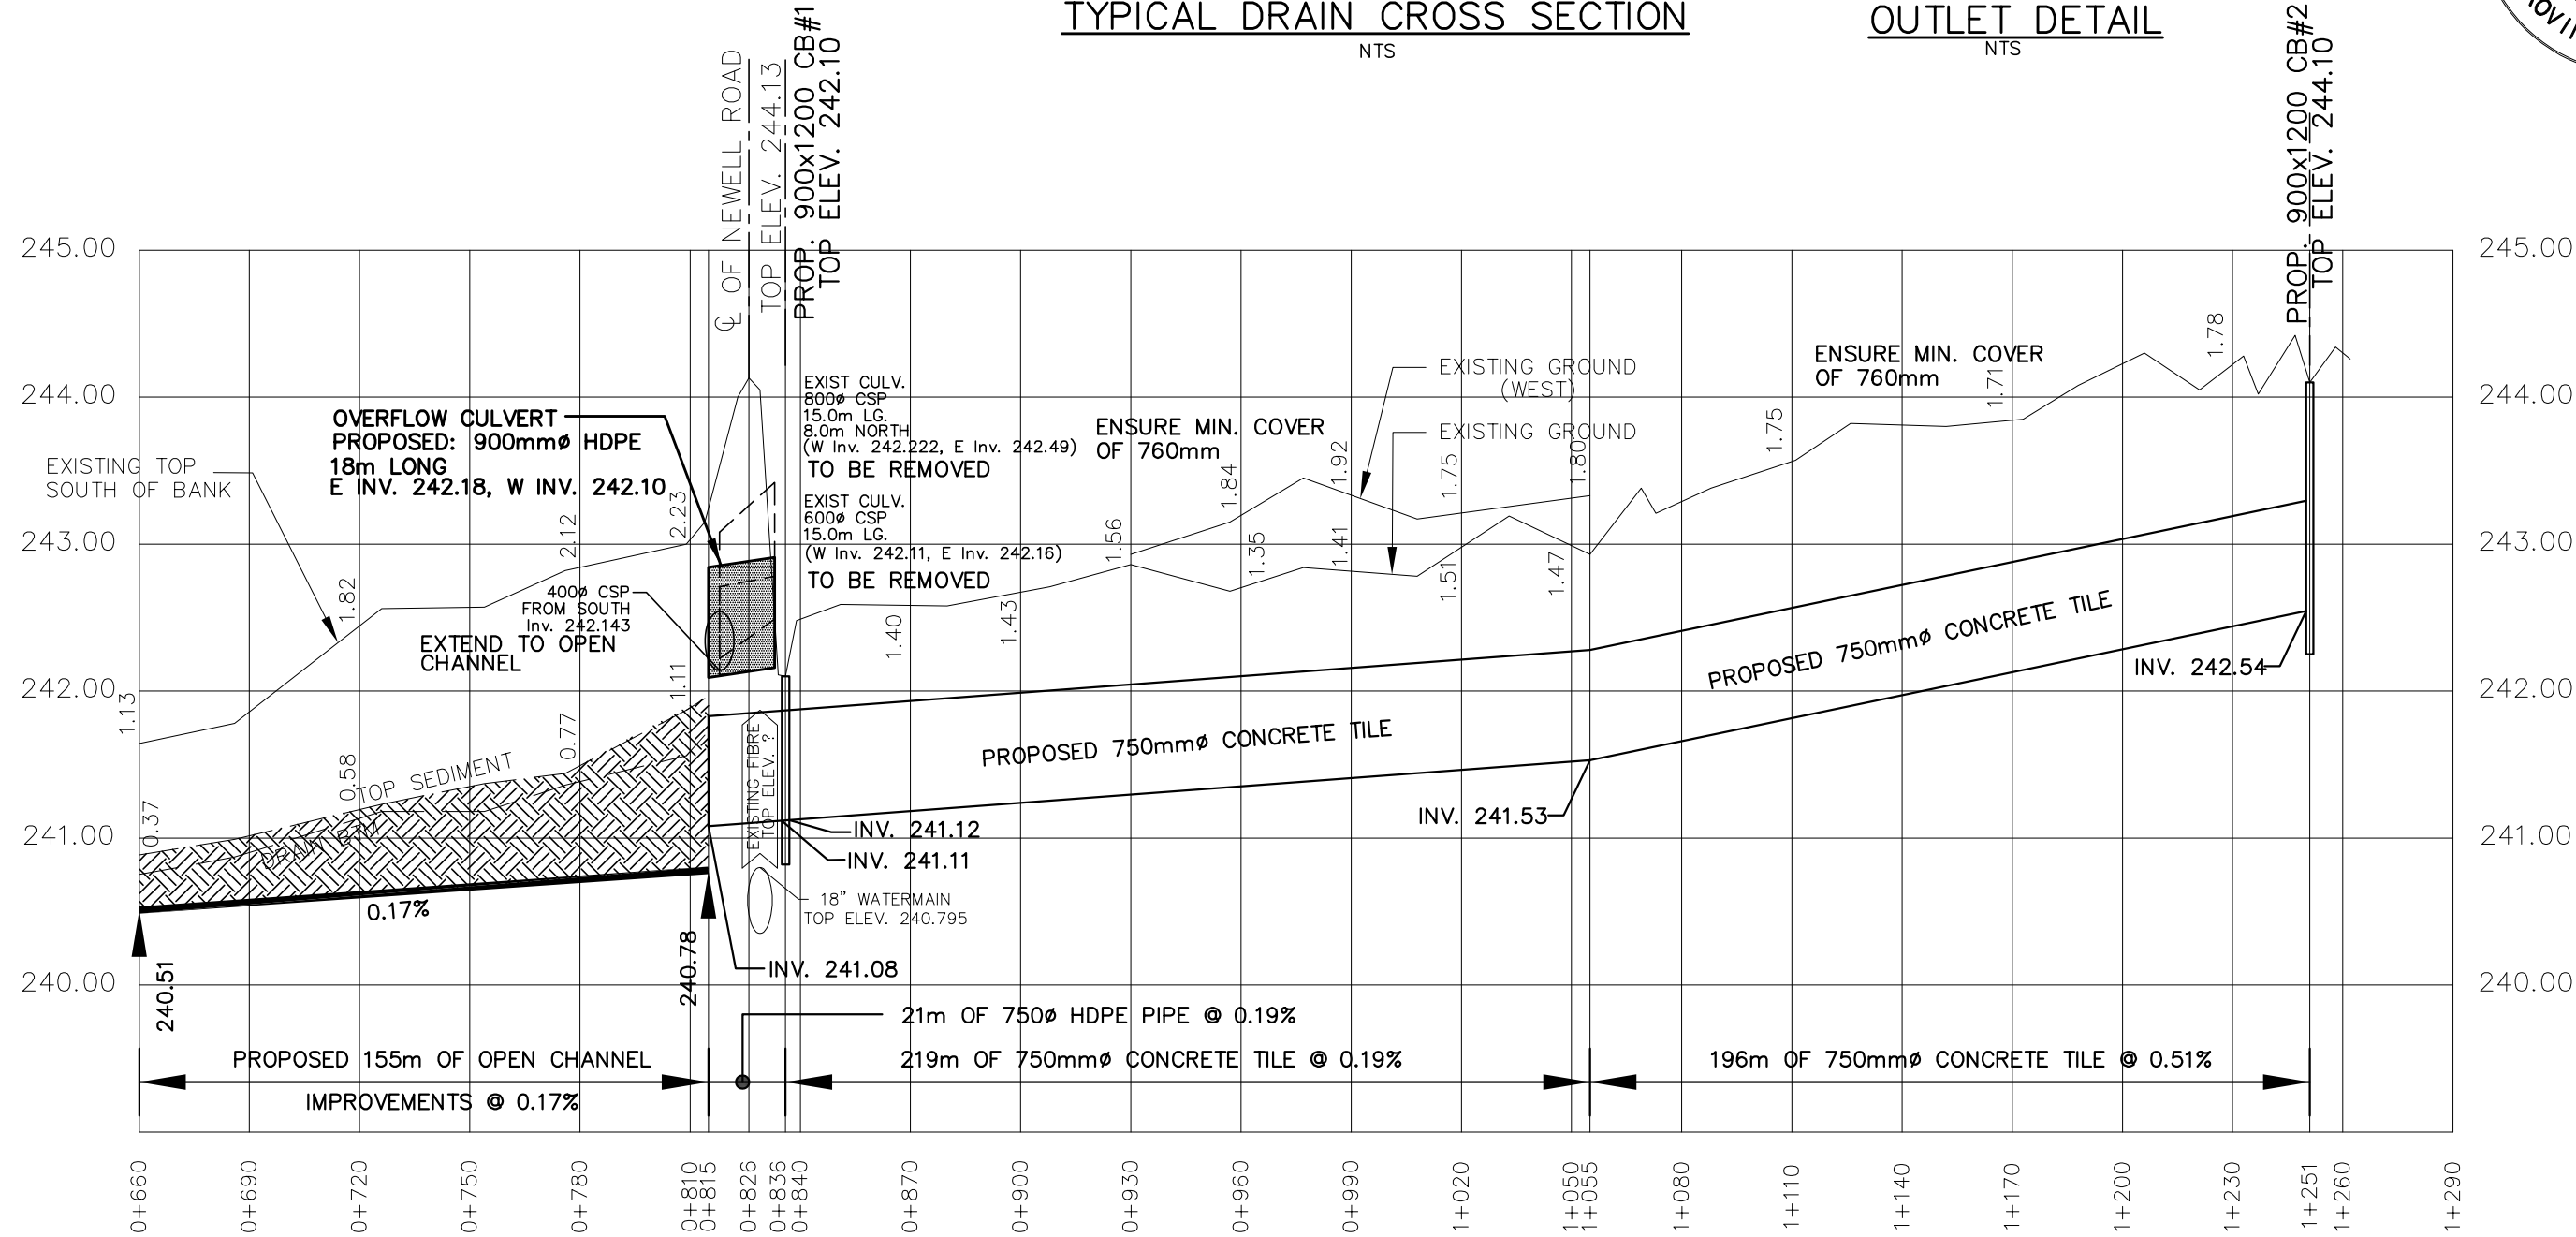 TYPICAL DRAIN CROSS SECTION
NTS
OUTLET DETAIL
NTS
℄ OF NEWELL ROAD
TOP ELEV. 244.13
PROP. 900x1200 CB#1
TOP ELEV. 242.10
PROP. 900x1200 CB#2
TOP ELEV. 244.10
245.00
244.00
243.00
242.00
241.00
240.00
245.00
244.00
243.00
242.00
241.00
240.00
EXISTING TOP
SOUTH OF BANK
OVERFLOW CULVERT
PROPOSED: 900mmø HDPE
18m LONG
E INV. 242.18, W INV. 242.10
400ø CSP
FROM SOUTH
Inv. 242.143
EXTEND TO OPEN
CHANNEL
EXIST CULV.
800ø CSP
15.0m LG.
8.0m NORTH
(W Inv. 242.222, E Inv. 242.49)
TO BE REMOVED
EXIST CULV.
600ø CSP
15.0m LG.
(W Inv. 242.11, E Inv. 242.16)
TO BE REMOVED
ENSURE MIN. COVER
OF 760mm
EXISTING GROUND
(WEST)
EXISTING GROUND
ENSURE MIN. COVER
OF 760mm
1.13
1.82
2.12
2.23
0.37
0.58
0.77
1.11
1.40
1.43
1.56
1.84
1.35
1.92
1.41
1.75
1.51
1.80
1.47
1.75
1.71
1.78
TOP SEDIMENT
DRAIN BTM
0.17%
EXISTING FIBRE
TOP ELEV. ?
PROPOSED 750mmø CONCRETE TILE
PROPOSED 750mmø CONCRETE TILE
INV. 242.54
INV. 241.53
INV. 241.12
INV. 241.11
18" WATERMAIN
TOP ELEV. 240.795
INV. 241.08
240.51
240.78
21m OF 750ø HDPE PIPE @ 0.19%
PROPOSED 155m OF OPEN CHANNEL
IMPROVEMENTS @ 0.17%
219m OF 750mmø CONCRETE TILE @ 0.19%
196m OF 750mmø CONCRETE TILE @ 0.51%
0+660
0+690
0+720
0+750
0+780
0+810
0+815
0+826
0+836
0+840
0+870
0+900
0+930
0+960
0+990
1+020
1+050
1+055
1+080
1+110
1+140
1+170
1+200
1+230
1+251
1+260
1+290